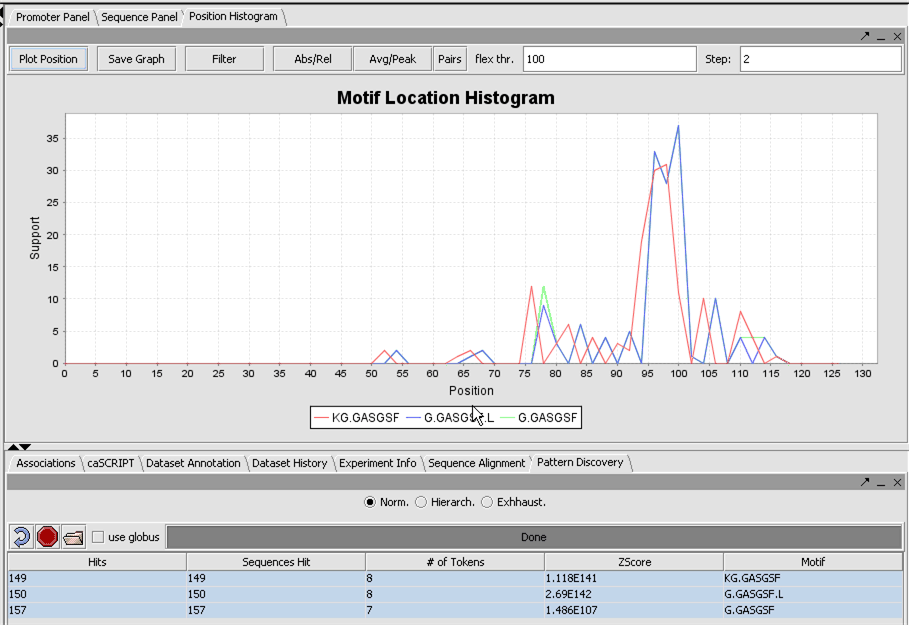 Promoter Panel Sequence Panel Position Histogram
Plot Position Save Graph Filter Abs/Rel Avg/Peak Pairs flex thr. 100 Step: 2
Motif Location Histogram
35
30
25
20
15
10
5
0
Support
0 5 10 15 20 25 30 35 40 45 50 55 60 65 70 75 80 85 90 95 100 105 110 115 120 125 130
Position
KG.GASGSF G.GASGSF.L G.GASGSF
Associations caSCRIPT Dataset Annotation Dataset History Experiment Info Sequence Alignment Pattern Discovery
Norm. Hierarch. Exhhaust.
use globus Done
Hits Sequences Hit # of Tokens ZScore Motif
149 149 8 1.118E141 KG.GASGSF
150 150 8 2.69E142 G.GASGSF.L
157 157 7 1.486E107 G.GASGSF